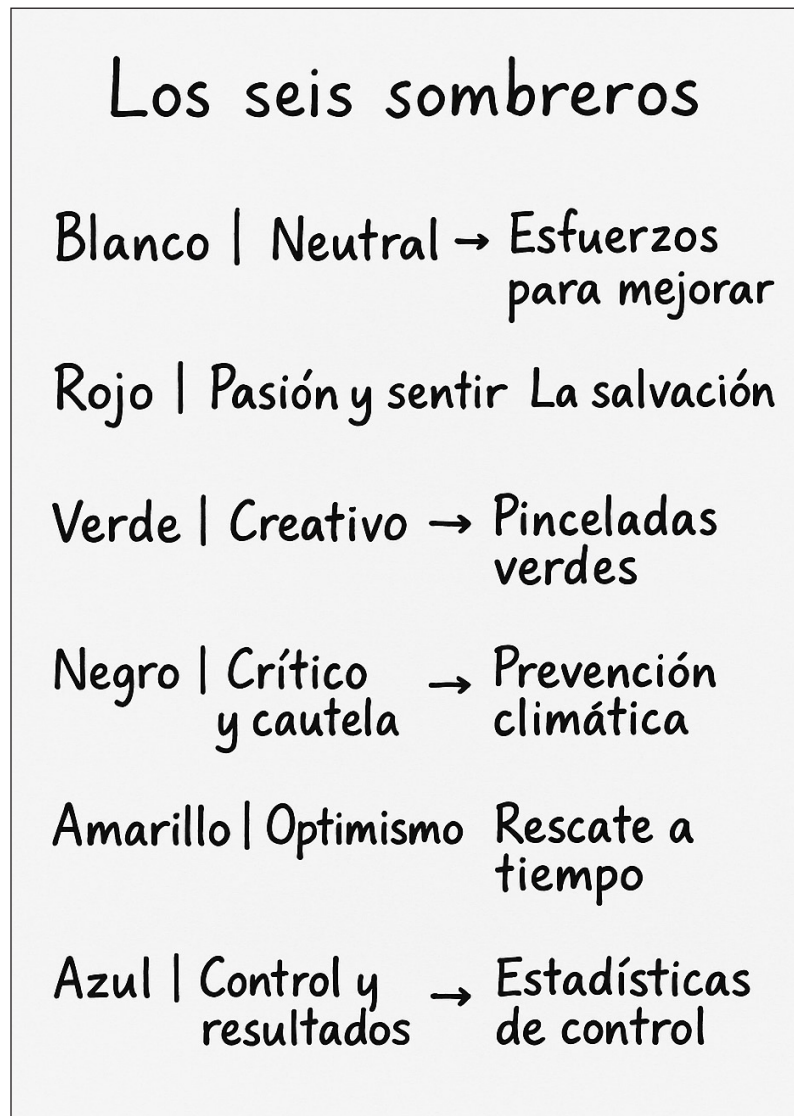 Los seis sombreros
Blanco | Neutral → Esfuerzos
para mejorar
Rojo | Pasión y sentir La salvación
Verde | Creativo → Pinceladas
verdes
Negro | Crítico → Prevención
y cautela climática
Amarillo | Optimismo Rescate a
tiempo
Azul | Control y → Estadísticas
resultados de control